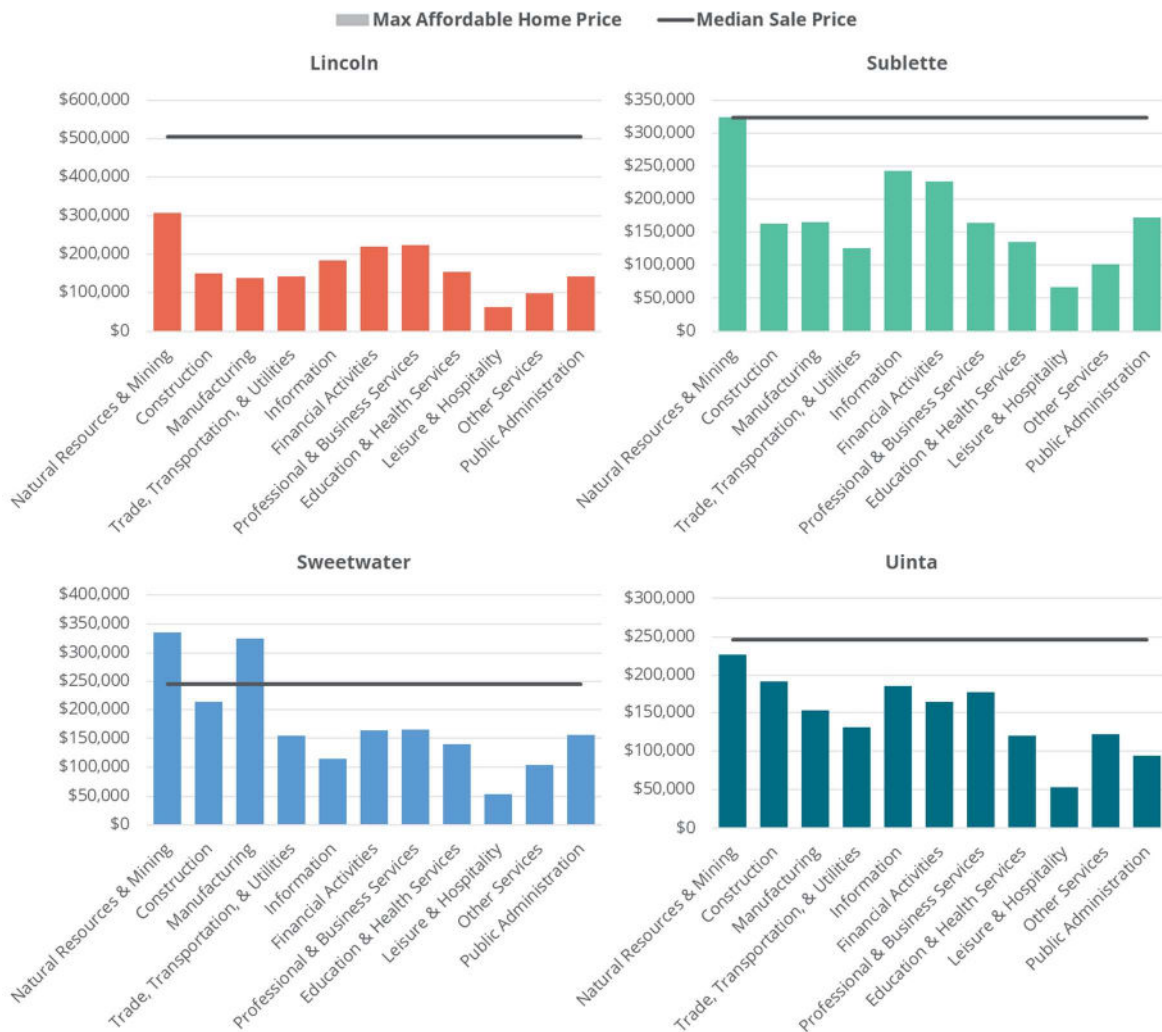 Max Affordable Home Price
Median Sale Price
Lincoln
$600,000
$500,000
$400,000
$300,000
$200,000
$100,000
$0
Natural Resources & Mining
Construction
Manufacturing
Trade, Transportation, & Utilities
Information
Financial Activities
Professional & Business Services
Education & Health Services
Leisure & Hospitality
Other Services
Public Administration
Sublette
$350,000
$300,000
$250,000
$200,000
$150,000
$100,000
$50,000
$0
Natural Resources & Mining
Construction
Manufacturing
Trade, Transportation, & Utilities
Information
Financial Activities
Professional & Business Services
Education & Health Services
Leisure & Hospitality
Other Services
Public Administration
Sweetwater
$400,000
$350,000
$300,000
$250,000
$200,000
$150,000
$100,000
$50,000
$0
Natural Resources & Mining
Construction
Manufacturing
Trade, Transportation, & Utilities
Information
Financial Activities
Professional & Business Services
Education & Health Services
Leisure & Hospitality
Other Services
Public Administration
Uinta
$300,000
$250,000
$200,000
$150,000
$100,000
$50,000
$0
Natural Resources & Mining
Construction
Manufacturing
Trade, Transportation, & Utilities
Information
Financial Activities
Professional & Business Services
Education & Health Services
Leisure & Hospitality
Other Services
Public Administration